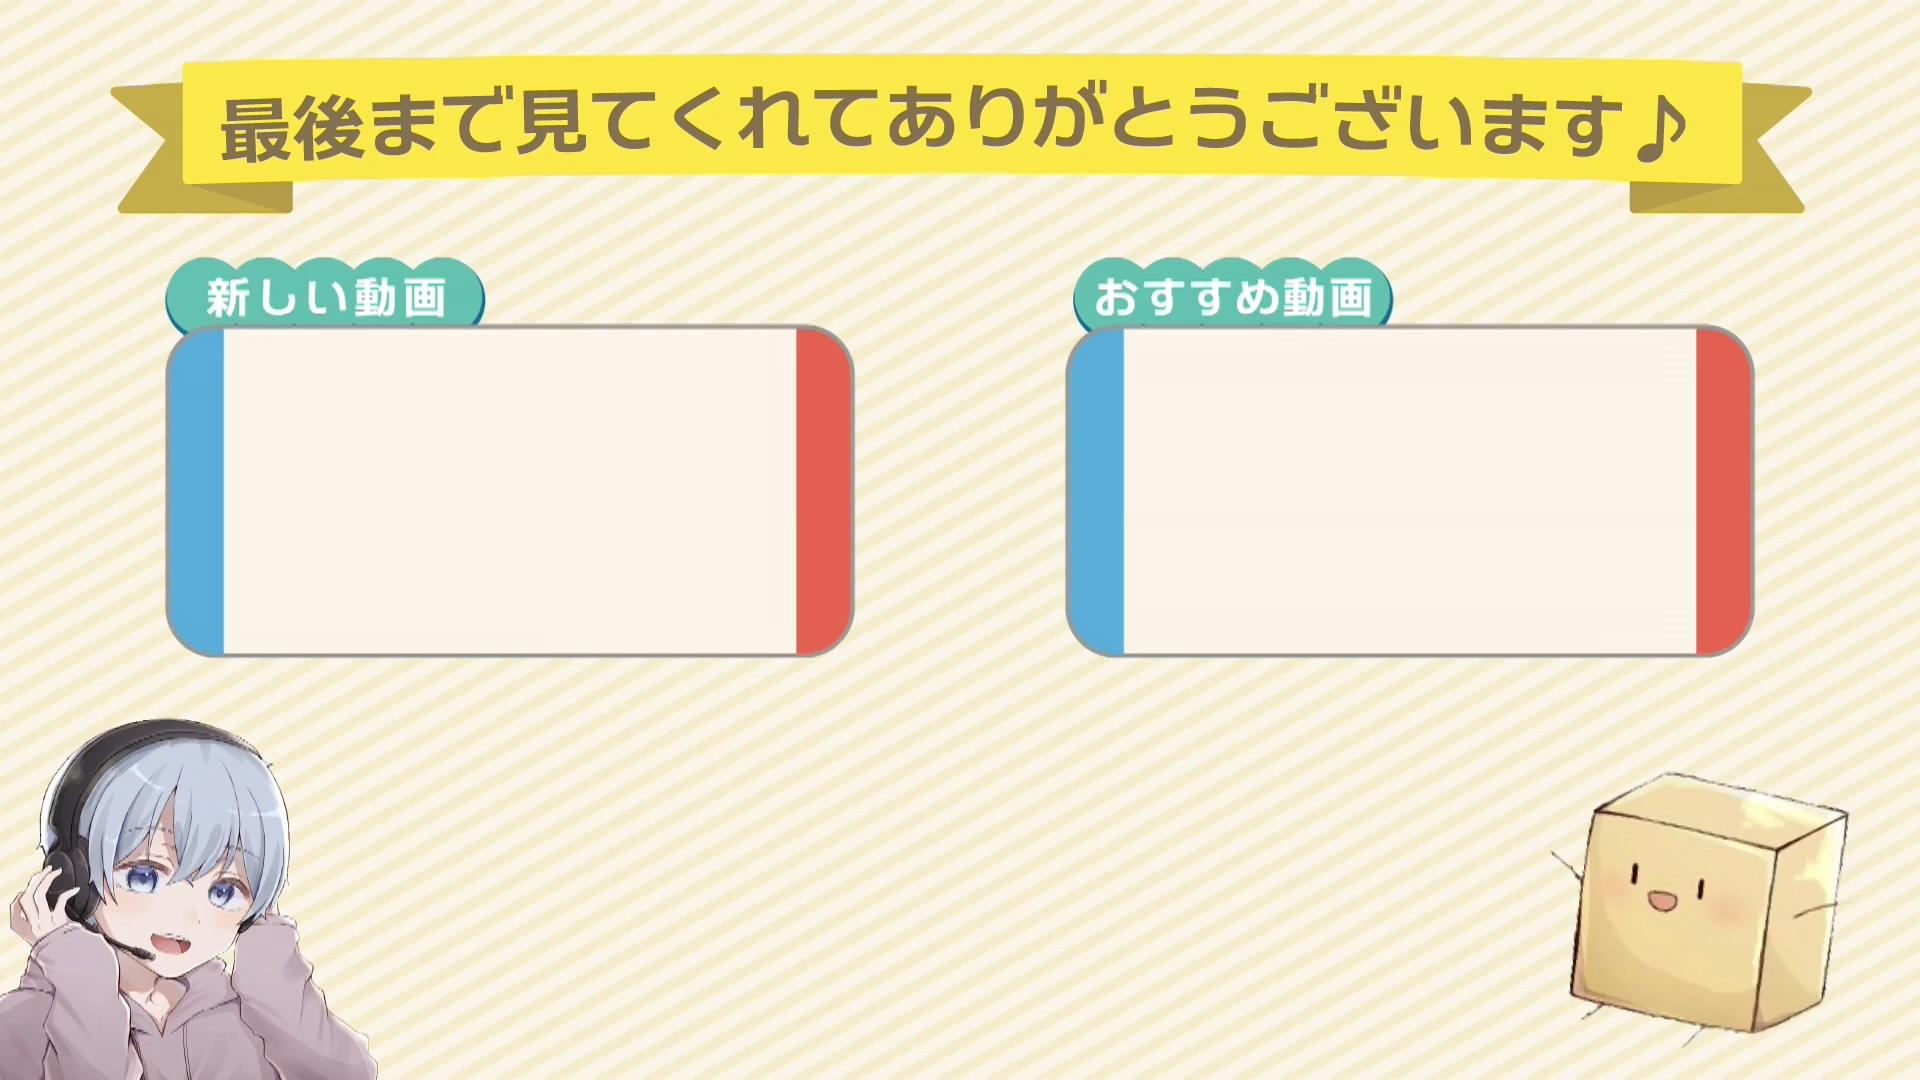 最後まで見てくれてありがとうございます♪
新しい動画
おすすめ動画